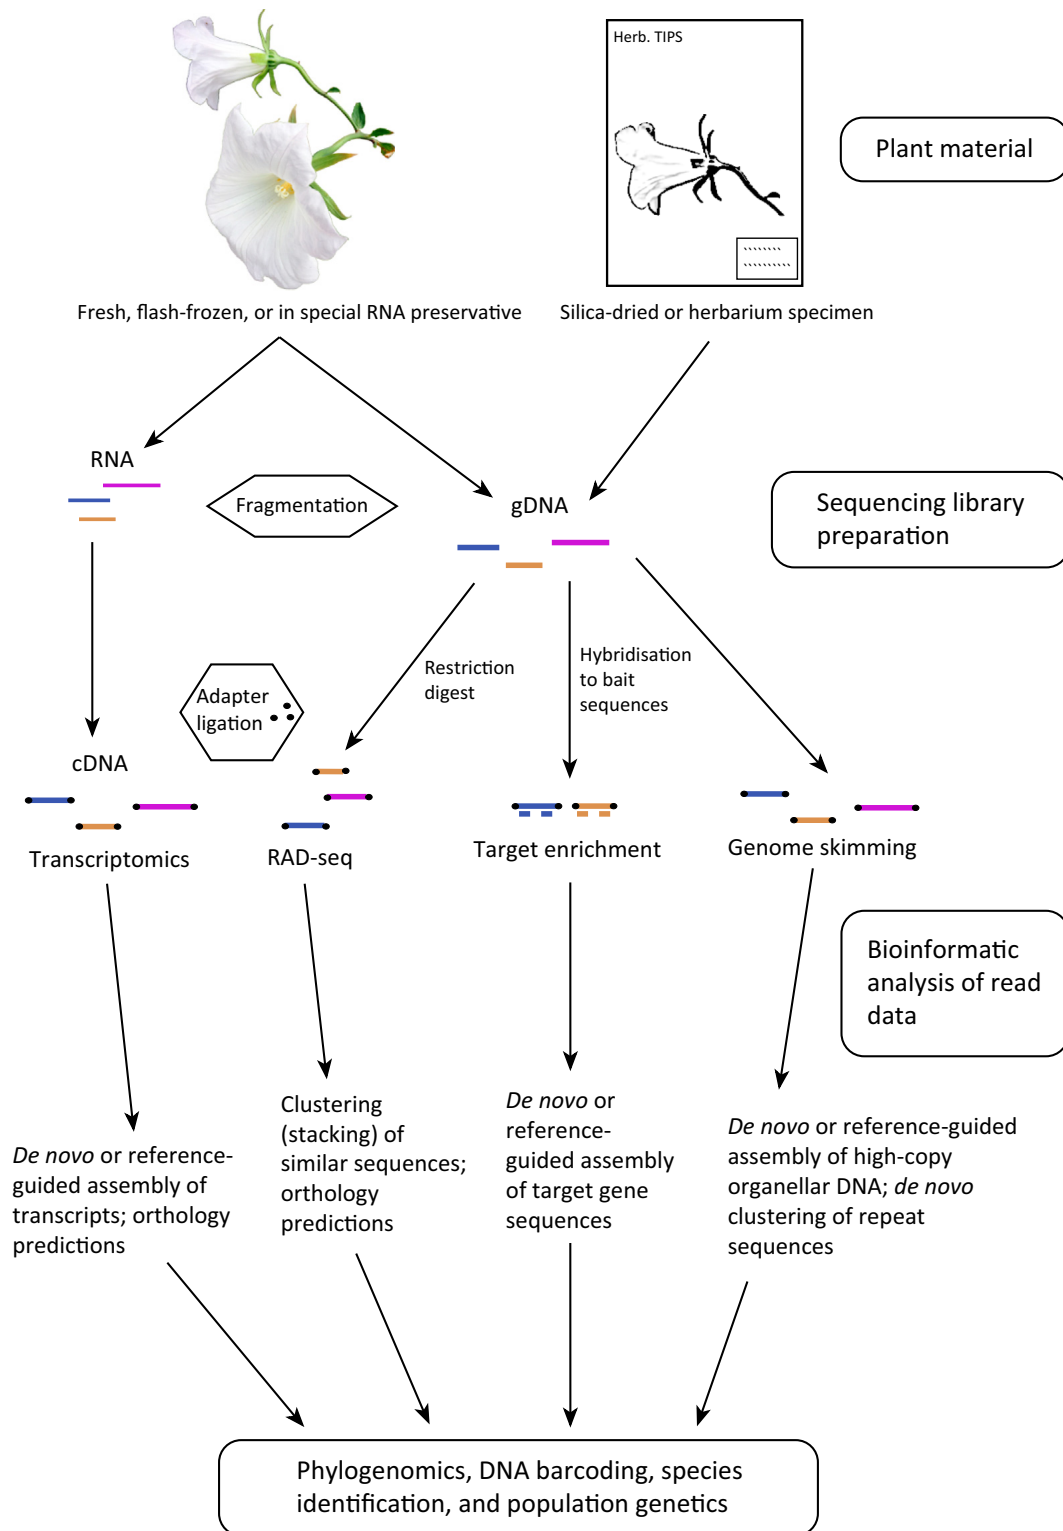 Herb. TIPS
Plant material
Fresh, flash-frozen, or in special RNA preservative
Silica-dried or herbarium specimen
RNA
Fragmentation
gDNA
Sequencing library
preparation
Restriction
digest
Hybridisation
to bait
sequences
Adapter
ligation
cDNA
Transcriptomics
RAD-seq
Target enrichment
Genome skimming
Bioinformatic
analysis of read
data
De novo or reference-
guided assembly of
transcripts; orthology
predictions
Clustering
(stacking) of
similar sequences;
orthology
predictions
De novo or
reference-
guided assembly
of target gene
sequences
De novo or reference-guided
assembly of high-copy
organellar DNA; de novo
clustering of repeat
sequences
Phylogenomics, DNA barcoding, species
identification, and population genetics